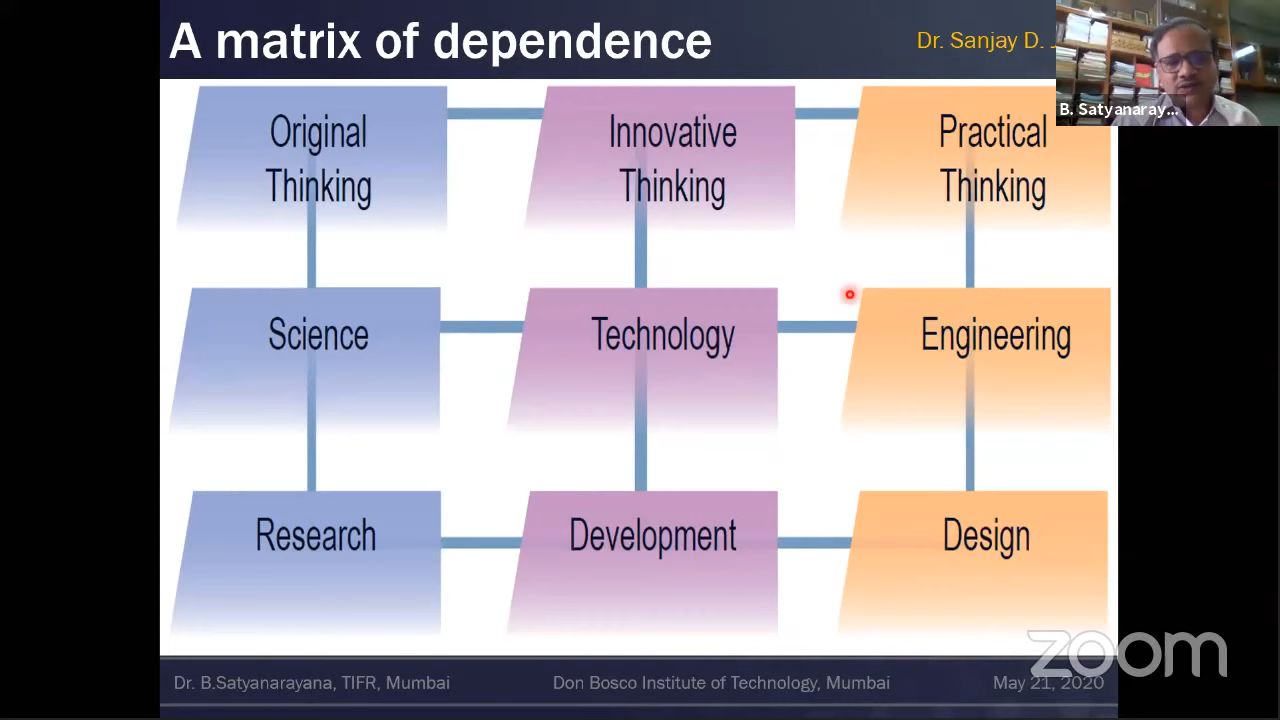 A matrix of dependence
Dr. Sanjay D.
B. Satyanaray...
Original
Thinking
Innovative
Thinking
Practical
Thinking
Science
Technology
Engineering
Research
Development
Design
zoom
Dr. B.Satyanarayana, TIFR, Mumbai
Don Bosco Institute of Technology, Mumbai
May 21, 2020